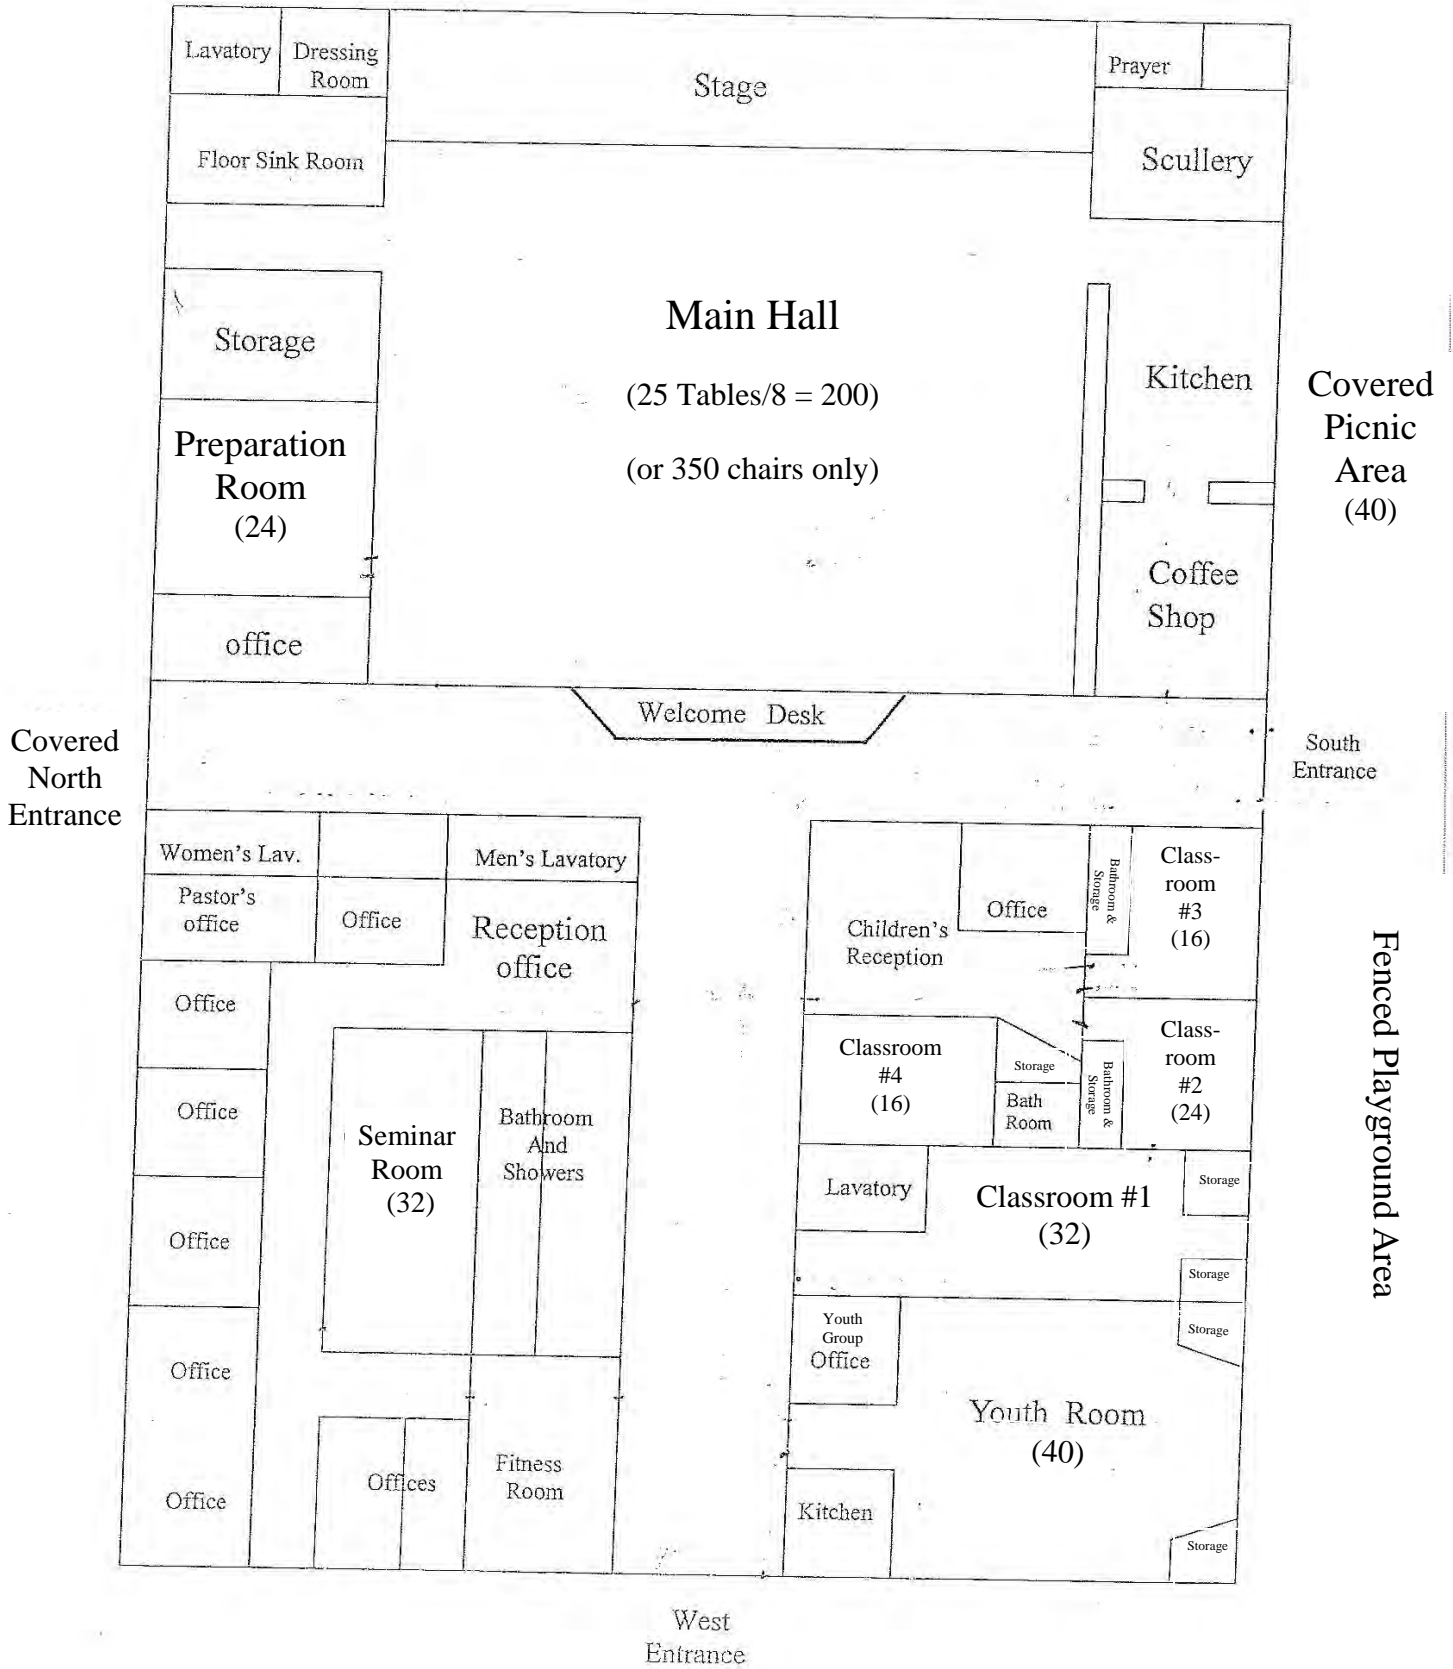 Lavatory
Dressing
Room
Stage
Prayer
Floor Sink Room
Scullery
Storage
Main Hall
(25 Tables/8 = 200)
(or 350 chairs only)
Kitchen
Covered
Picnic
Area
(40)
Preparation
Room
(24)
Coffee
Shop
office
Welcome Desk
Covered
North
Entrance
South
Entrance
Women's Lav.
Men's Lavatory
Pastor's
office
Office
Reception
office
Children's
Reception
Office
Bathroom &
Storage
Class-
room
#3
(16)
Fenced Playground Area
Office
Office
Office
Office
Office
Seminar
Room
(32)
Bathroom
And
Showers
Classroom
#4
(16)
Storage
Bath
Room
Bathroom &
Storage
Class-
room
#2
(24)
Lavatory
Classroom #1
(32)
Storage
Storage
Youth
Group
Office
Storage
Youth Room
(40)
Offices
Fitness
Room
Kitchen
Storage
West
Entrance